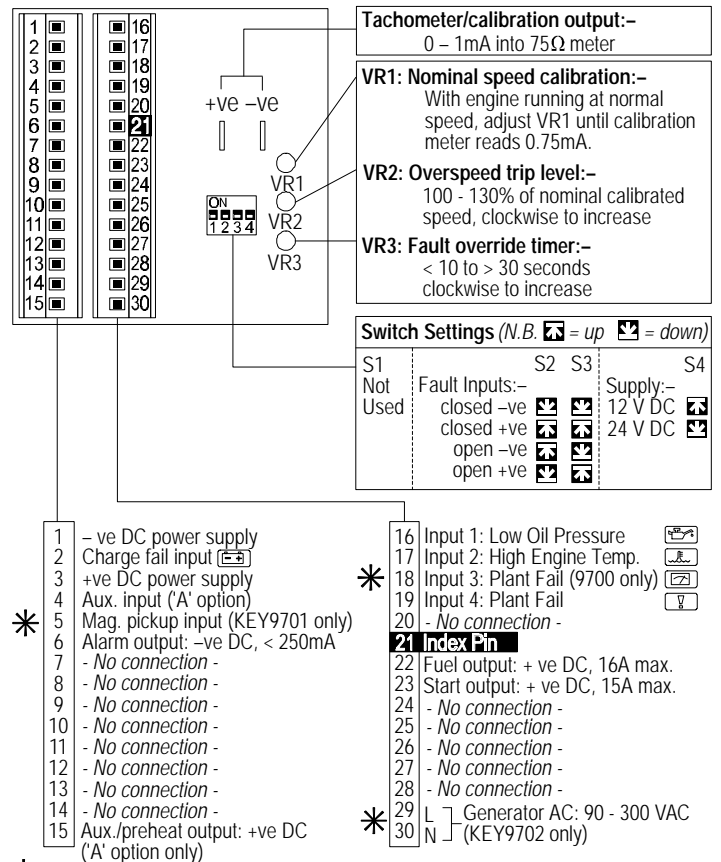 1 16
2 17
3 18
4 19
5 20
6 21
7 22
8 23
9 24
10 25
11 26
12 27
13 28
14 29
15 30
+ve –ve
VR1
VR2
VR3
ON
1 2 3 4
Tachometer/calibration output:–
0 – 1mA into 75Ω meter
VR1: Nominal speed calibration:–
With engine running at normal
speed, adjust VR1 until calibration
meter reads 0.75mA.
VR2: Overspeed trip level:–
100 - 130% of nominal calibrated
speed, clockwise to increase
VR3: Fault override timer:–
< 10 to > 30 seconds
clockwise to increase
Switch Settings (N.B. = up = down)
S1 S2 S3 S4
Not Fault Inputs:– Supply:–
Used closed –ve 12 V DC
closed +ve 24 V DC
open –ve
open +ve
1 – ve DC power supply
2 Charge fail input
3 +ve DC power supply
4 Aux. input ('A' option)
5 Mag. pickup input (KEY9701 only)
6 Alarm output: –ve DC, < 250mA
7 - No connection -
8 - No connection -
9 - No connection -
10 - No connection -
11 - No connection -
12 - No connection -
13 - No connection -
14 - No connection -
15 Aux./preheat output: +ve DC
('A' option only)
16 Input 1: Low Oil Pressure
17 Input 2: High Engine Temp.
18 Input 3: Plant Fail (9700 only)
19 Input 4: Plant Fail
20 - No connection -
21 Index Pin
22 Fuel output: + ve DC, 16A max.
23 Start output: + ve DC, 15A max.
24 - No connection -
25 - No connection -
26 - No connection -
27 - No connection -
28 - No connection -
29 L Generator AC: 90 - 300 VAC
30 N (KEY9702 only)